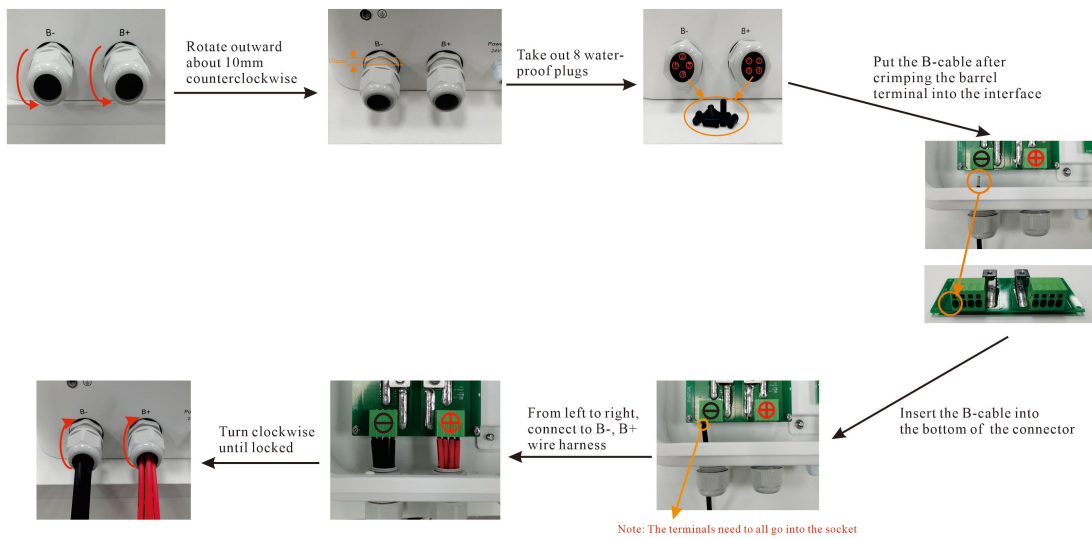 B-
B+
Rotate outward
about 10mm
counterclockwise
B-
B+
10mm
Take out 8 water-
proof plugs
B-
B+
Put the B-cable after
crimping the barrel
terminal into the interface
Insert the B-cable into
the bottom of the connector
Note: The terminals need to all go into the socket
From left to right,
connect to B-, B+
wire harness
Turn clockwise
until locked
B-
B+